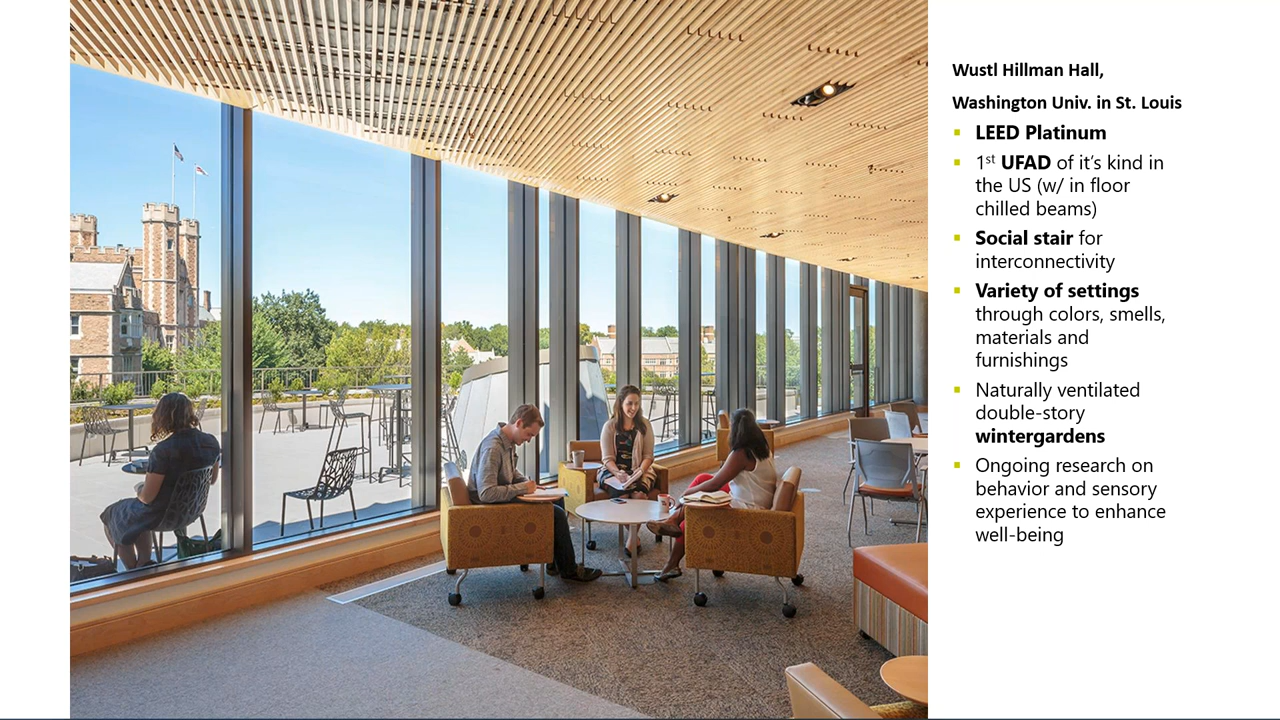 Wustl Hillman Hall,
Washington Univ. in St. Louis
▪ LEED Platinum
▪ 1st UFAD of it’s kind in
the US (w/ in floor
chilled beams)
▪ Social stair for
interconnectivity
▪ Variety of settings
through colors, smells,
materials and
furnishings
▪ Naturally ventilated
double-story
wintergardens
▪ Ongoing research on
behavior and sensory
experience to enhance
well-being